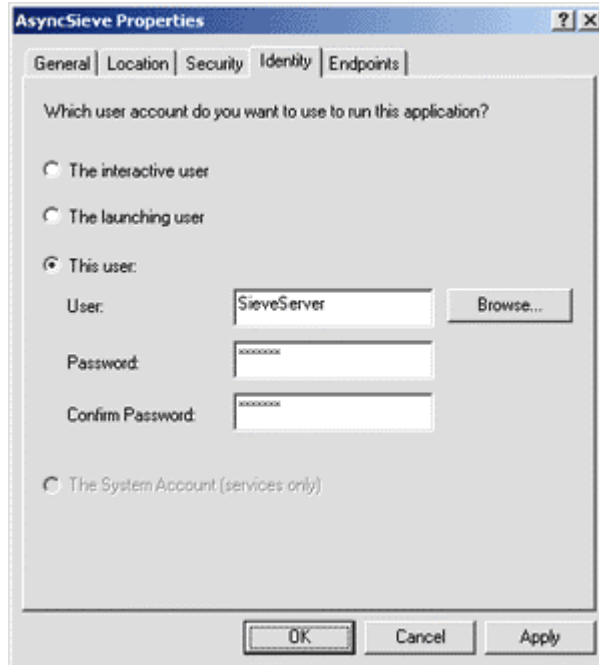 AsyncSieve Properties
General Location Security Identity Endpoints
Which user account do you want to use to run this application?
The interactive user
The launching user
This user:
User: SieveServer Browse...
Password: xxxxxxx
Confirm Password: xxxxxxx
The System Account (services only)
OK Cancel Apply